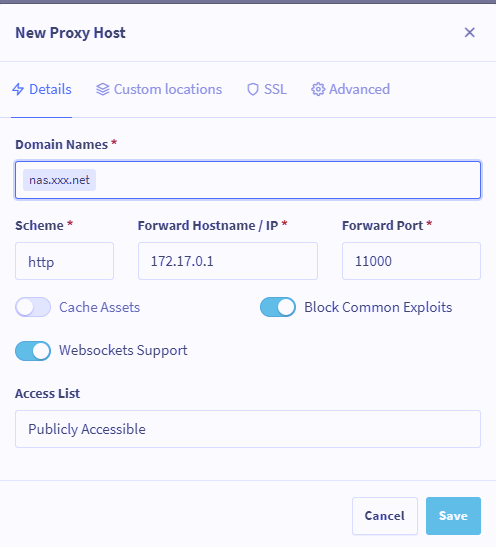 New Proxy Host
Details Custom locations SSL Advanced
Domain Names *
nas.xxx.net
Scheme * Forward Hostname / IP * Forward Port *
http 172.17.0.1 11000
Cache Assets Block Common Exploits
Websockets Support
Access List
Publicly Accessible
Cancel Save